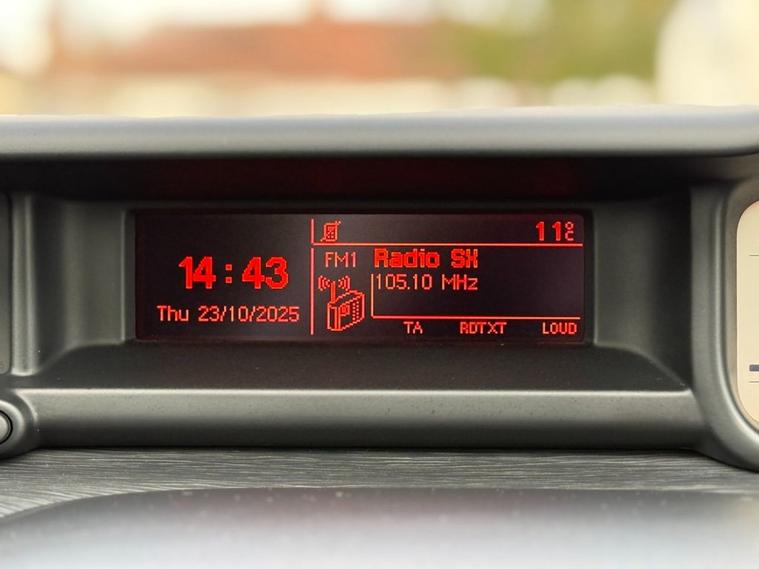 11°C
14:43
FM1 Radio SX
105.10 MHz
Thu 23/10/2025
TA RDTXT LOUD